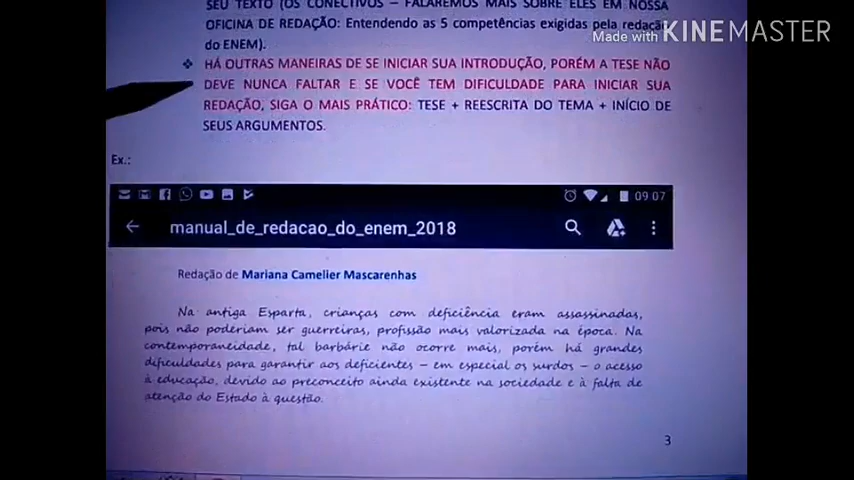 SEU TEXTO (OS CONECTIVOS – FALAREMOS MAIS SOBRE ELES EM NOSSA
OFICINA DE REDAÇÃO: Entendendo as 5 competências exigidas pela redação
do ENEM).
Made with KINEMASTER
❖ HÁ OUTRAS MANEIRAS DE SE INICIAR SUA INTRODUÇÃO, PORÉM A TESE NÃO
DEVE NUNCA FALTAR E SE VOCÊ TEM DIFICULDADE PARA INICIAR SUA
REDAÇÃO, SIGA O MAIS PRÁTICO: TESE + REESCRITA DO TEMA + INÍCIO DE
SEUS ARGUMENTOS.
Ex.:
09:07
manual_de_redacao_do_enem_2018
Redação de Mariana Camelier Mascarenhas
Na antiga Esparta, crianças com deficiência eram assassinadas,
pois não poderiam ser guerreiras, profissão mais valorizada na época. Na
contemporaneidade, tal barbárie não ocorre mais, porém há grandes
dificuldades para garantir aos deficientes – em especial os surdos – o acesso
à educação, devido ao preconceito ainda existente na sociedade e à falta de
atenção do Estado à questão.
3